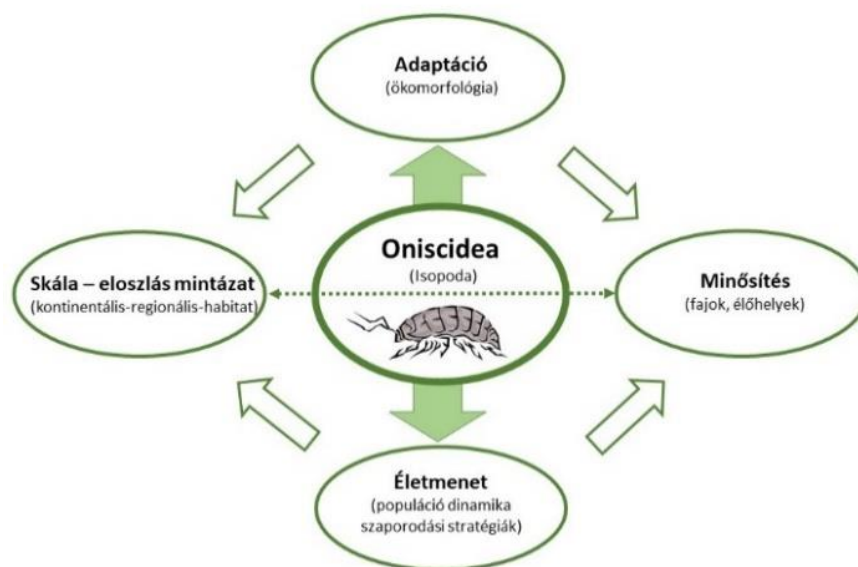 Adaptáció
(ökomorfológia)
Oniscidea
(Isopoda)
Skála – eloszlás mintázat
(kontinentális-regionális-habitat)
Minősítés
(fajok, élőhelyek)
Életmenet
(populáció dinamika
szaporodási stratégiák)